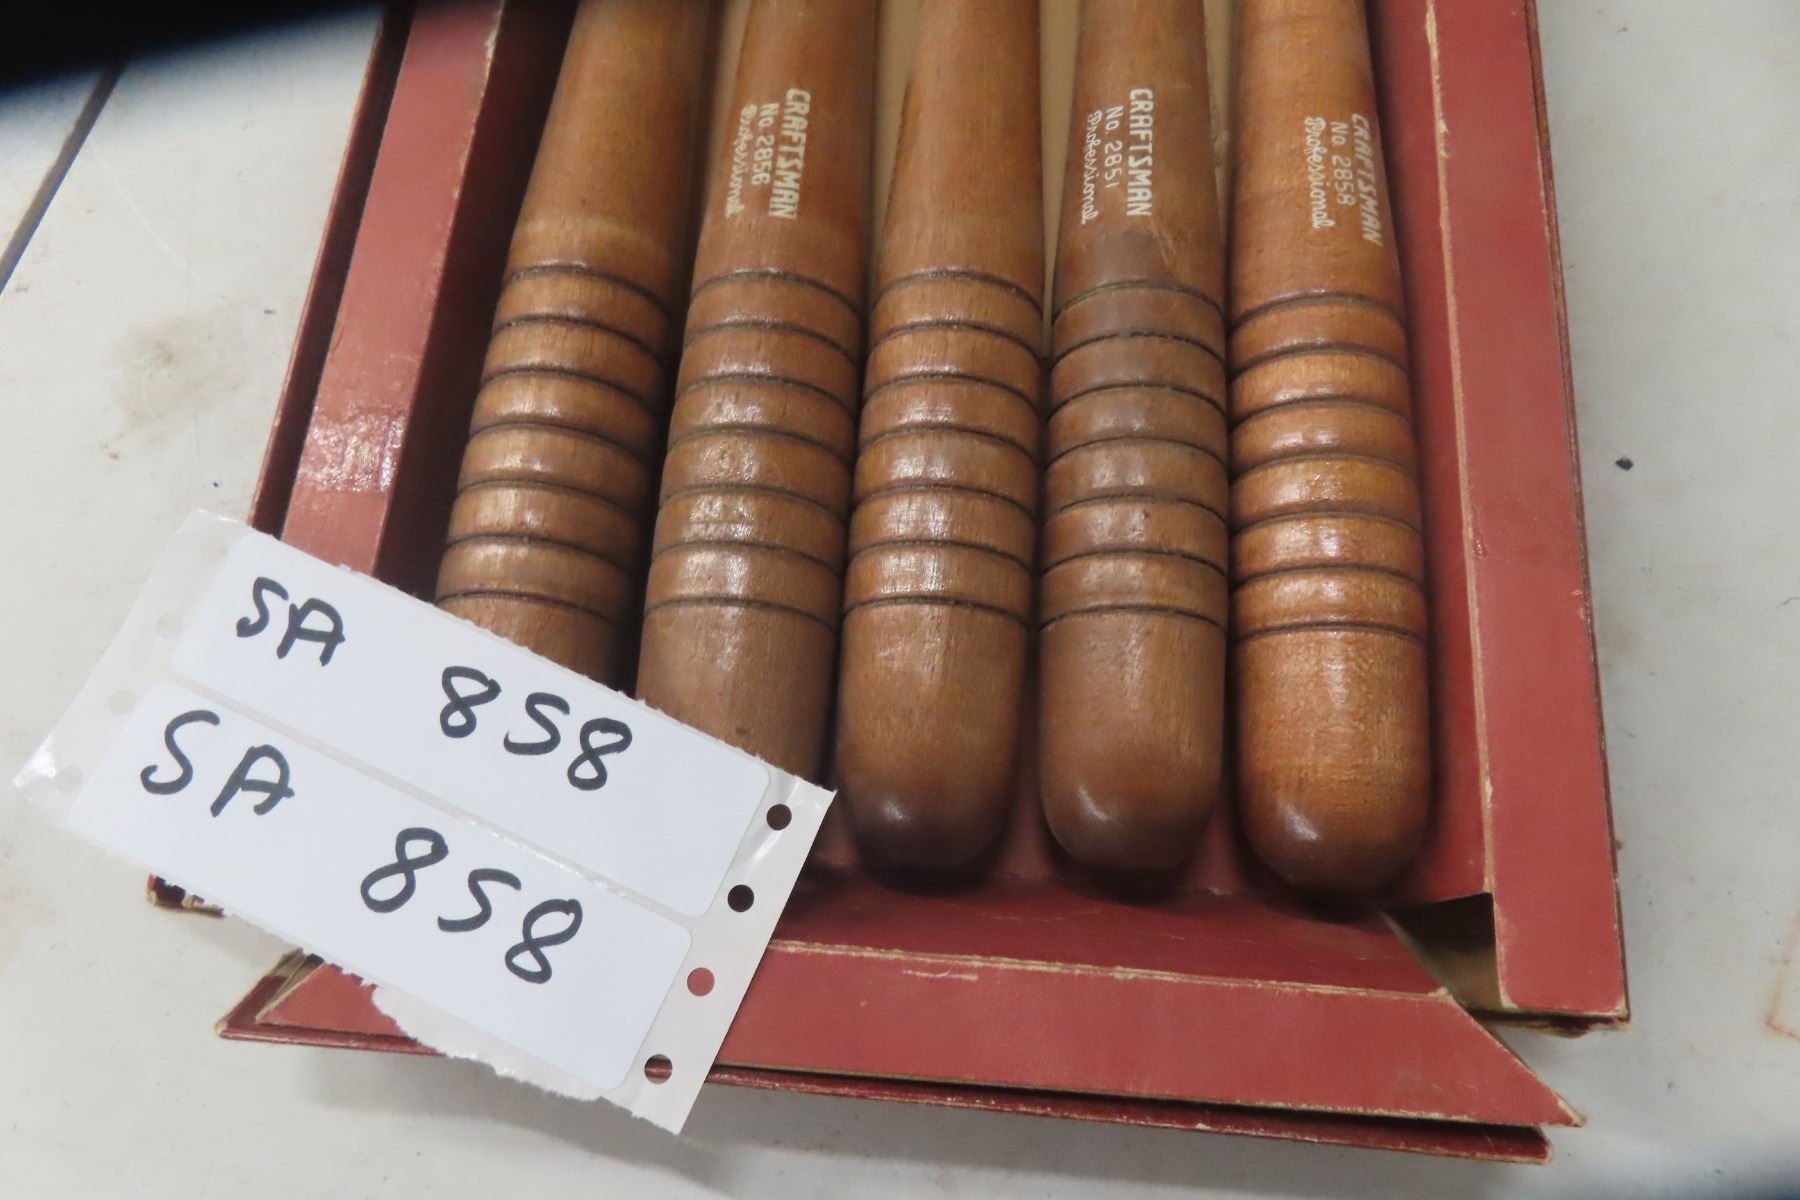 CRAFTSMAN
No. 2856
Professional
CRAFTSMAN
No. 2851
Professional
CRAFTSMAN
No. 2858
Professional
SA 858
SA 858